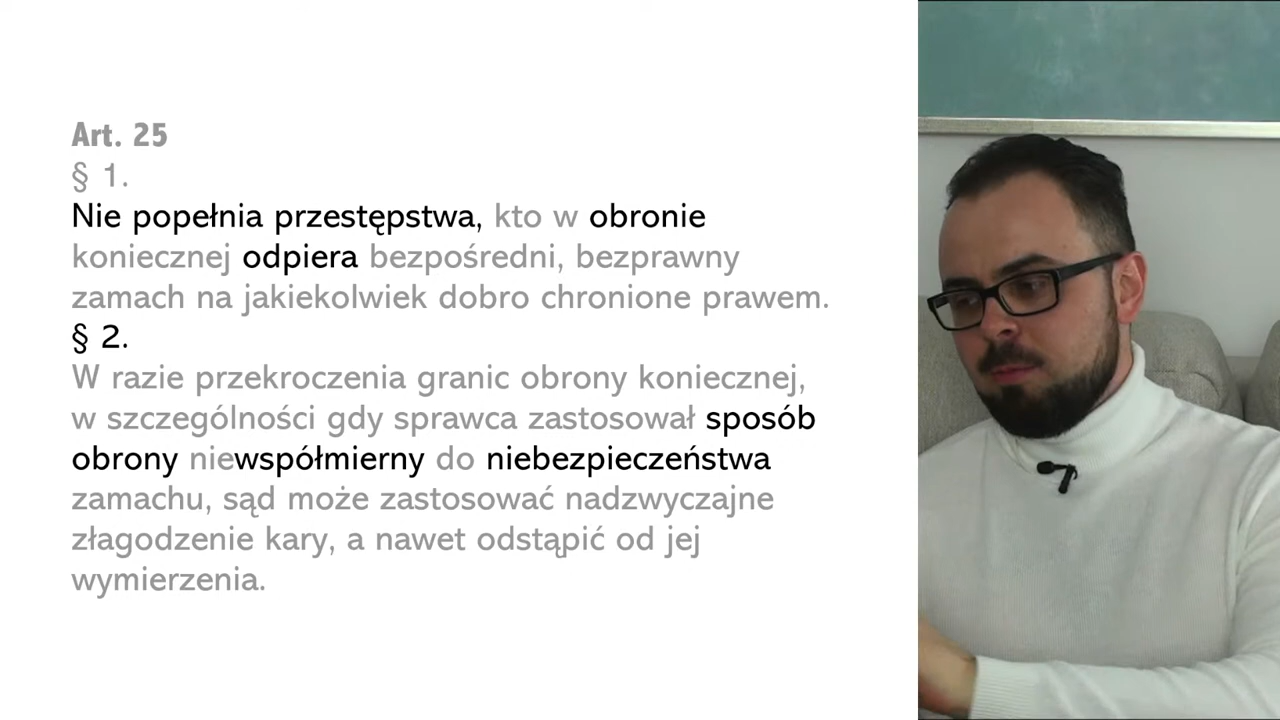 Art. 25
§ 1.
Nie popełnia przestępstwa, kto w obronie
koniecznej odpiera bezpośredni, bezprawny
zamach na jakiekolwiek dobro chronione prawem.
§ 2.
W razie przekroczenia granic obrony koniecznej,
w szczególności gdy sprawca zastosował sposób
obrony niewspółmierny do niebezpieczeństwa
zamachu, sąd może zastosować nadzwyczajne
złagodzenie kary, a nawet odstąpić od jej
wymierzenia.